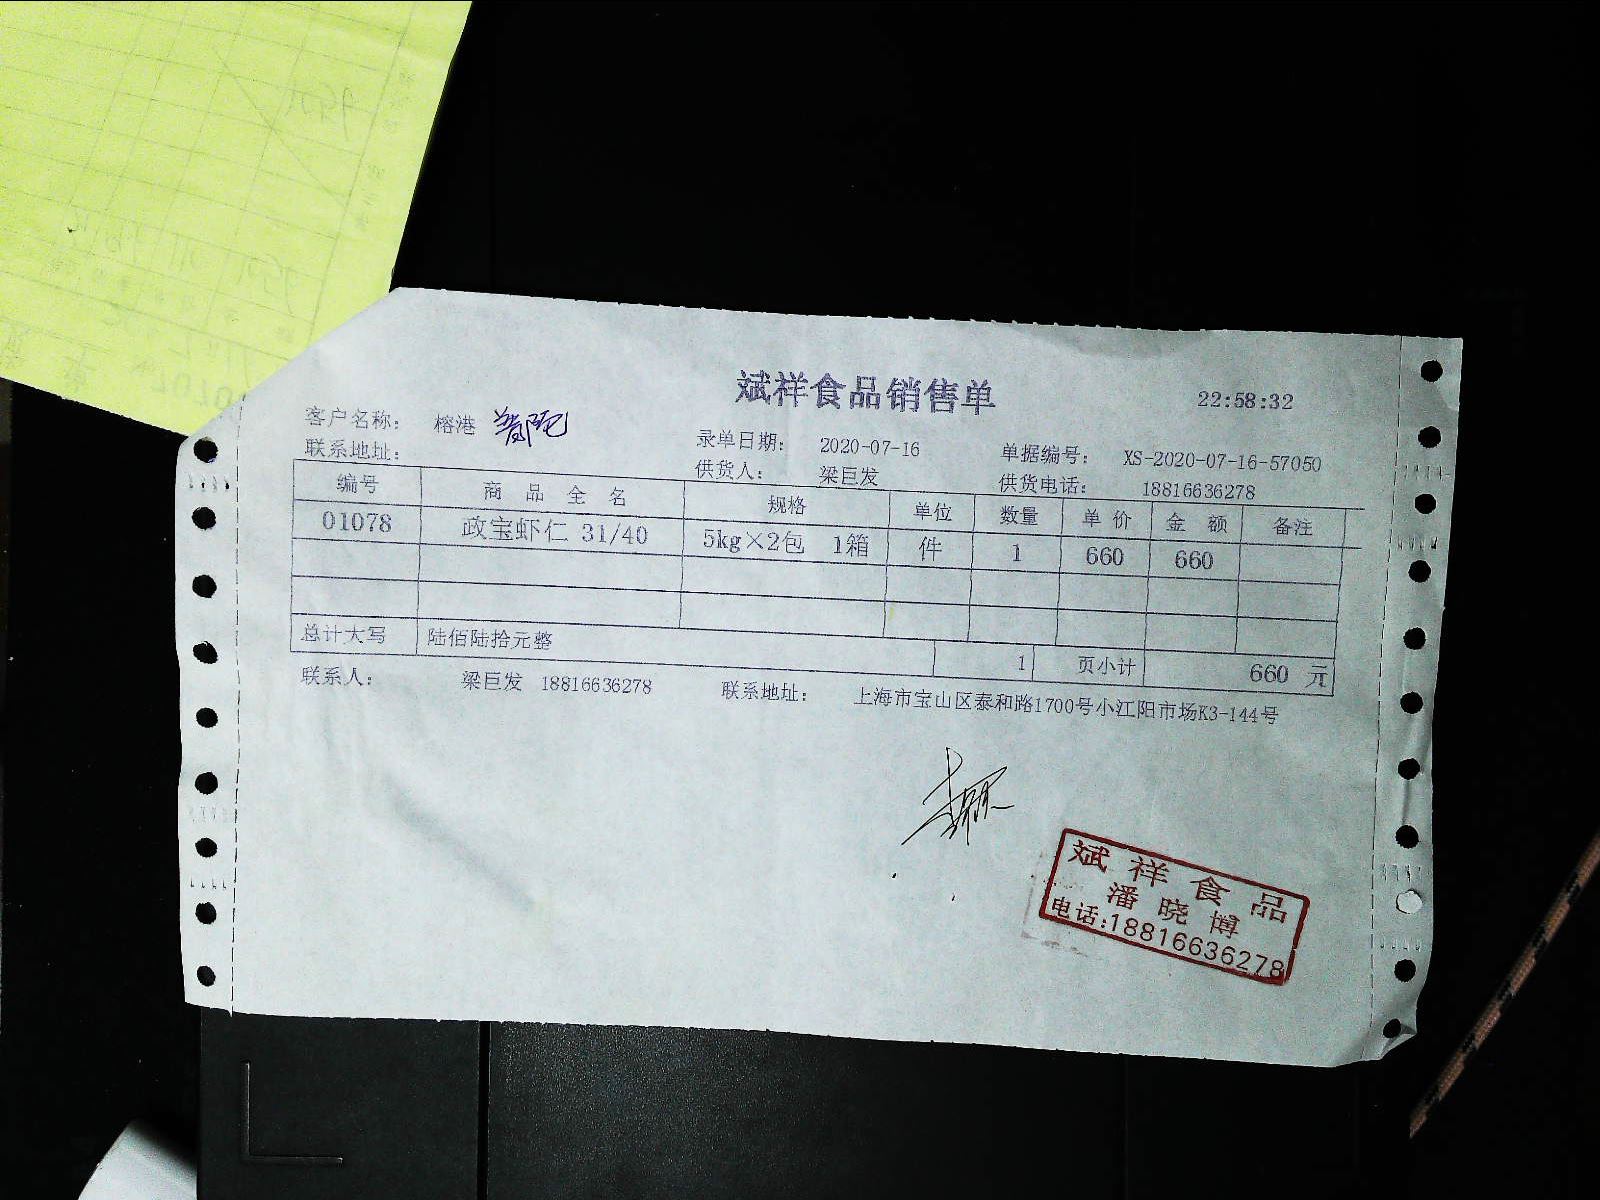 斌祥食品销售单
22:58:32
客户名称: 榕港 普陀
录单日期: 2020-07-16
单据编号: XS-2020-07-16-57050
联系地址:
供货人: 梁巨发
供货电话: 18816636278
编号 商品全名 规格 单位 数量 单价 金额 备注
01078 政宝虾仁 31/40 5kg×2包 1箱 件 1 660 660
总计大写 陆佰陆拾元整 1 页小计 660 元
联系人: 梁巨发 18816636278 联系地址: 上海市宝山区泰和路1700号小江阳市场K3-144号
斌祥食品
潘晓博
电话:18816636278